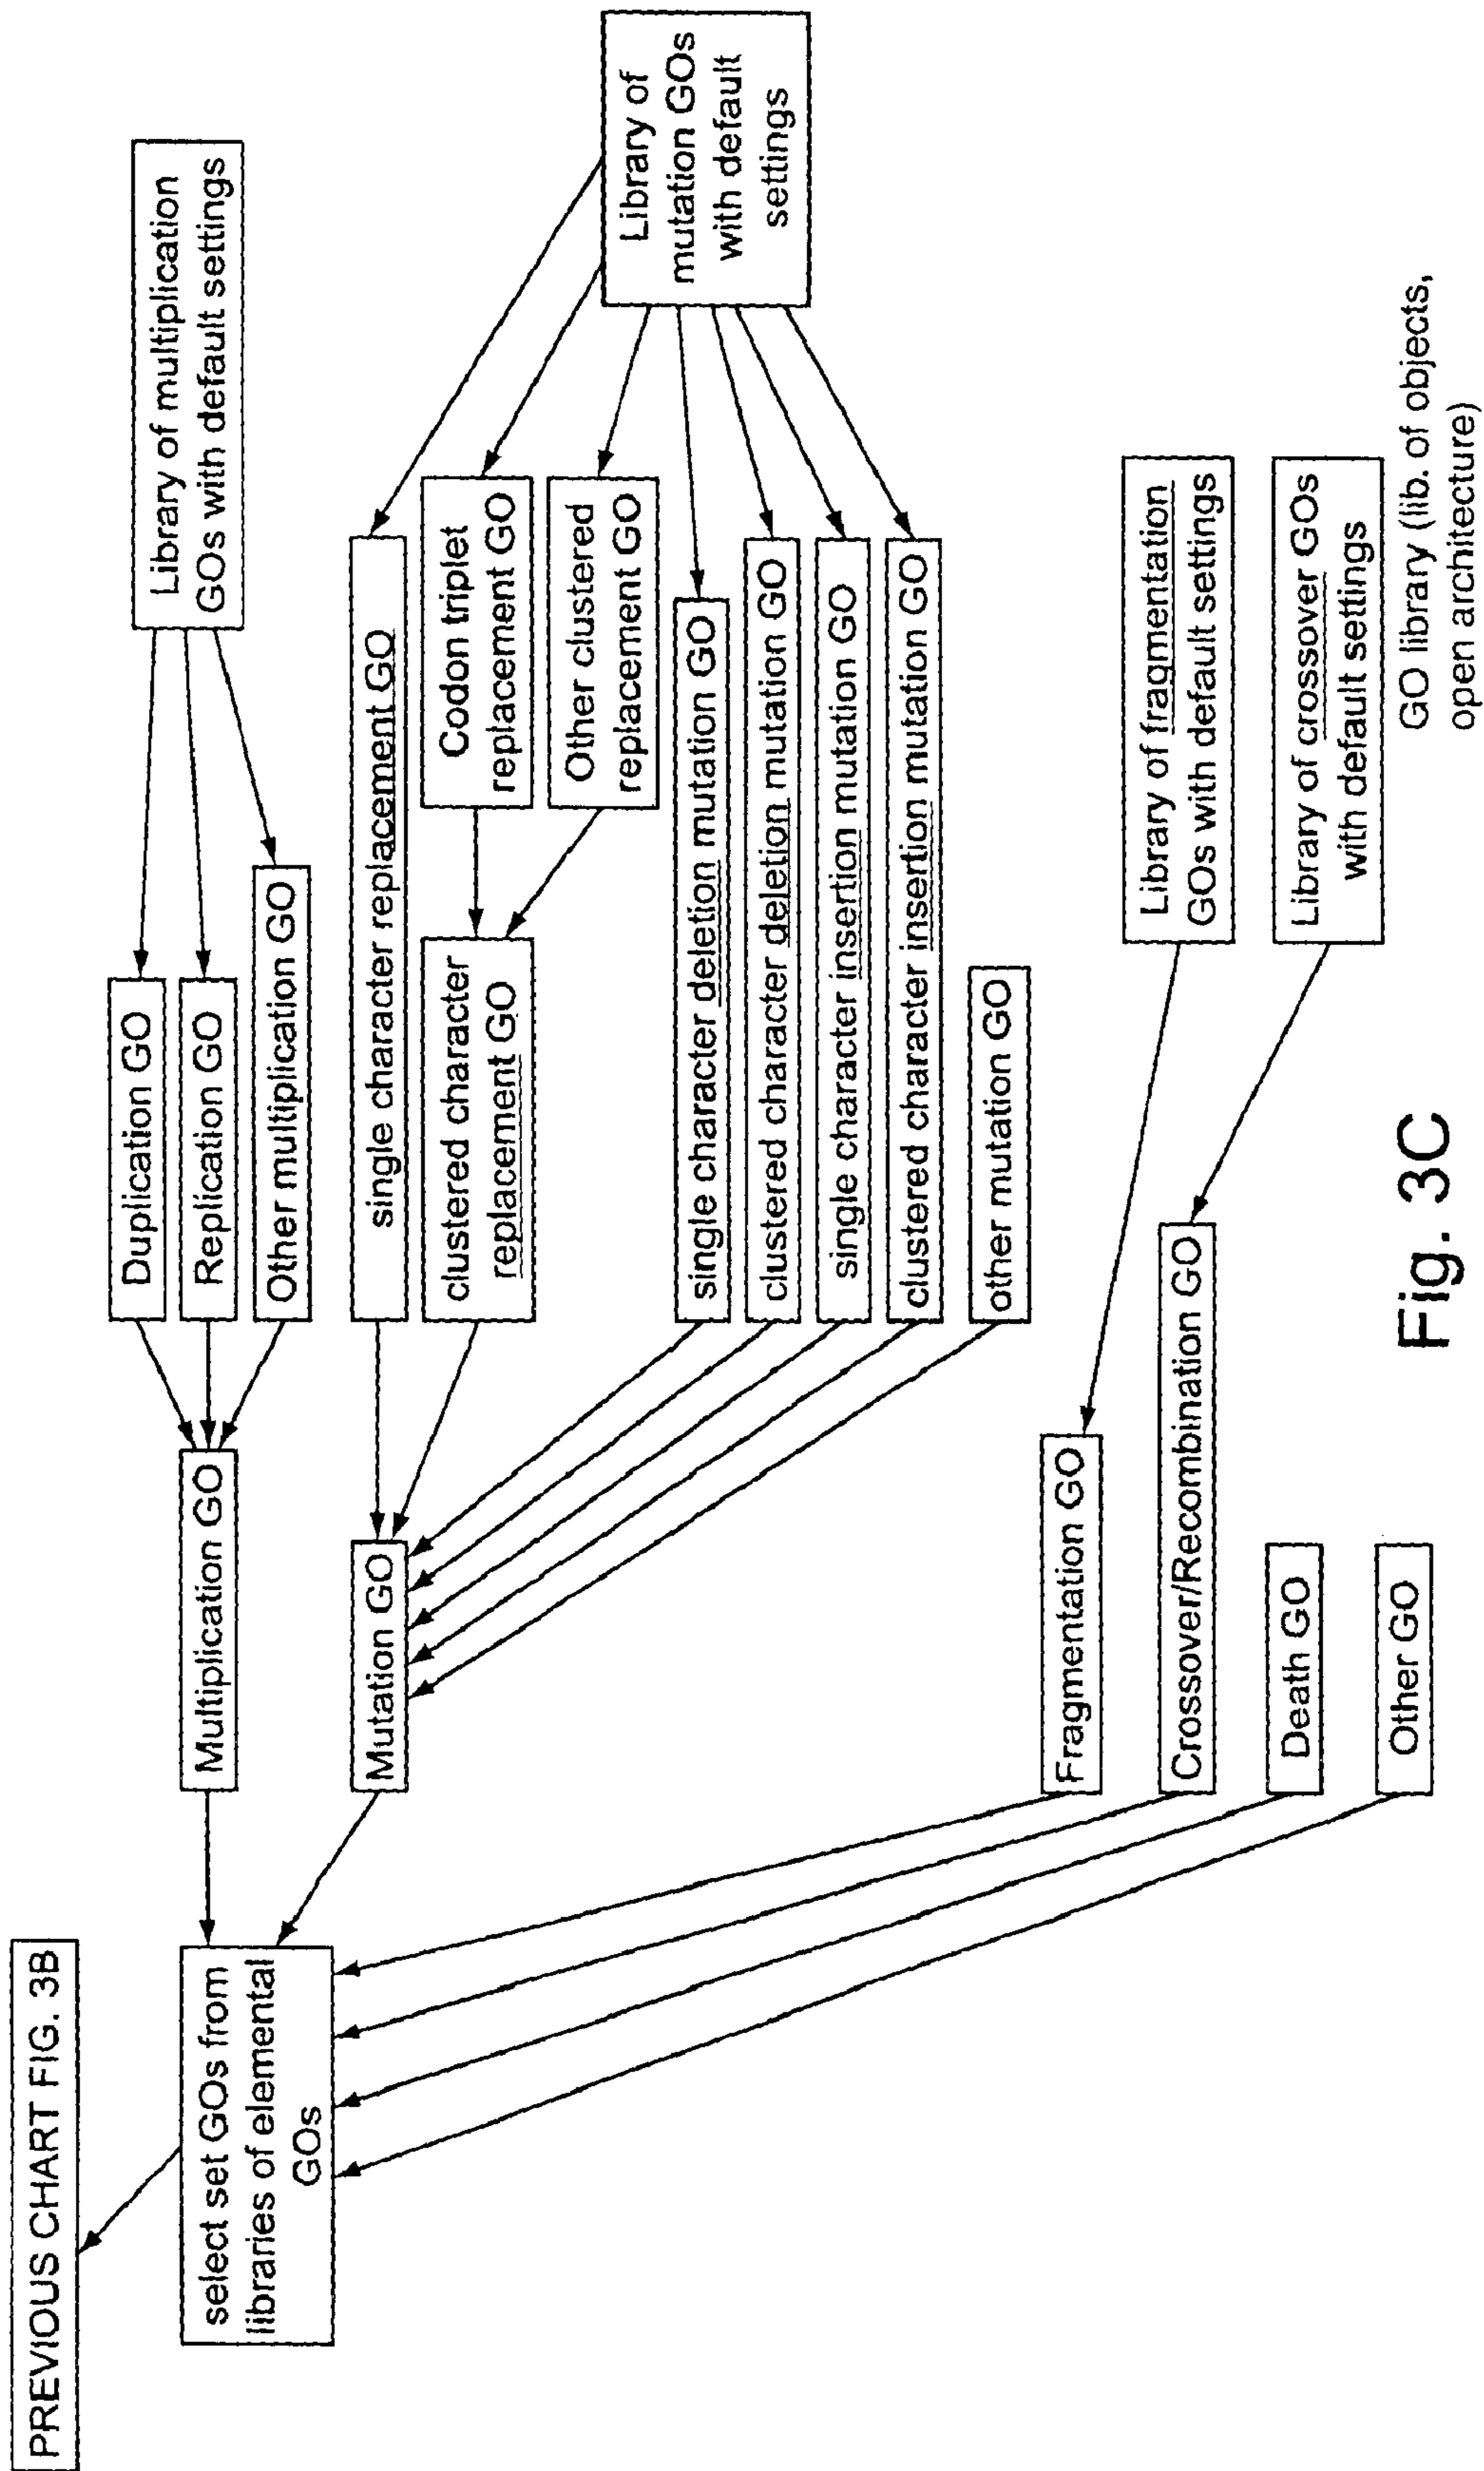 PREVIOUS CHART FIG. 3B
select set GOs from
libraries of elemental
GOs
Multiplication GO
Duplication GO
Replication GO
Other multiplication GO
Library of multiplication
GOs with default settings
Mutation GO
single character replacement GO
clustered character
replacement GO
Codon triplet
replacement GO
Other clustered
replacement GO
single character deletion mutation GO
clustered character deletion mutation GO
single character insertion mutation GO
clustered character insertion mutation GO
other mutation GO
Library of
mutation GOs
with default
settings
Fragmentation GO
Library of fragmentation
GOs with default settings
Crossover/Recombination GO
Library of crossover GOs
with default settings
Death GO
Other GO
GO library (lib. of objects,
open architecture)
Fig. 3C